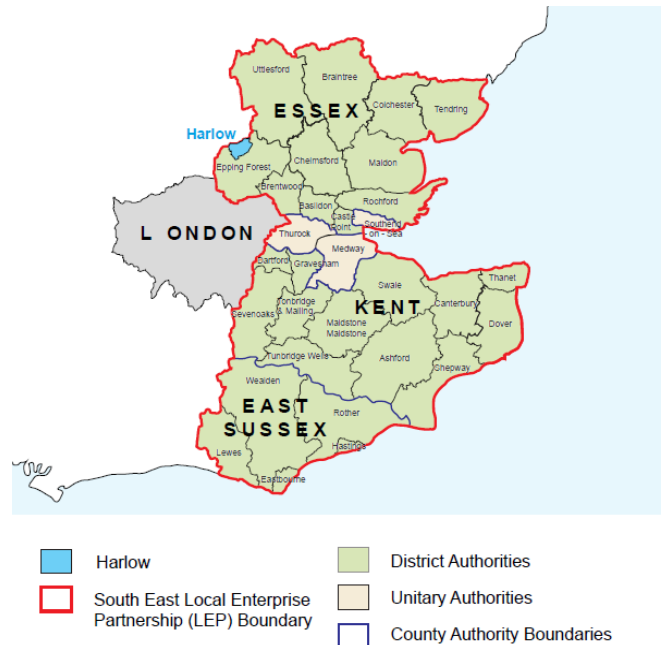 Uttlesford
Braintree
ESSEX
Colchester
Tendring
Harlow
Epping Forest
Chelmsford
Maldon
Brentwood
Basildon
Rochford
Castle
Point
Southend
- on - Sea
L ONDON
Thurock
Medway
Dartford
Gravesham
Swale
Thanet
KENT
Canterbury
Sevenoaks
Tonbridge
& Malling
Maidstone
Maidstone
Dover
Ashford
Shepway
Tunbridge Wells
Wealden
EAST
SUSSEX
Rother
Hastings
Lewes
Eastbourne
Harlow
South East Local Enterprise
Partnership (LEP) Boundary
District Authorities
Unitary Authorities
County Authority Boundaries